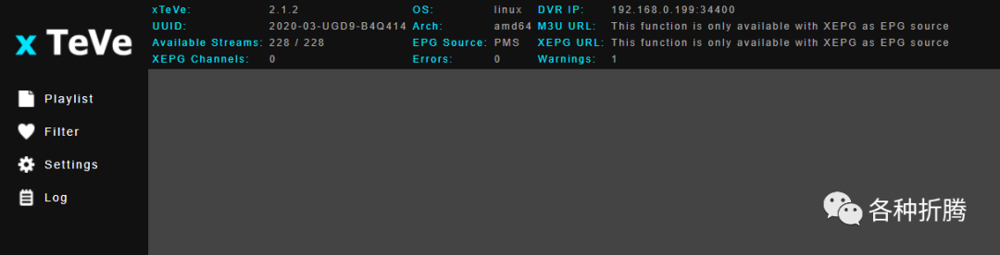 x TeVe
xTeVe: 2.1.2 OS: linux DVR IP: 192.168.0.199:34400
UUID: 2020-03-UGD9-B4Q414 Arch: amd64 M3U URL: This function is only available with XEPG as EPG source
Available Streams: 228 / 228 EPG Source: PMS XEPG URL: This function is only available with XEPG as EPG source
XEPG Channels: 0 Errors: 0 Warnings: 1
Playlist
Filter
Settings
Log
各种折腾